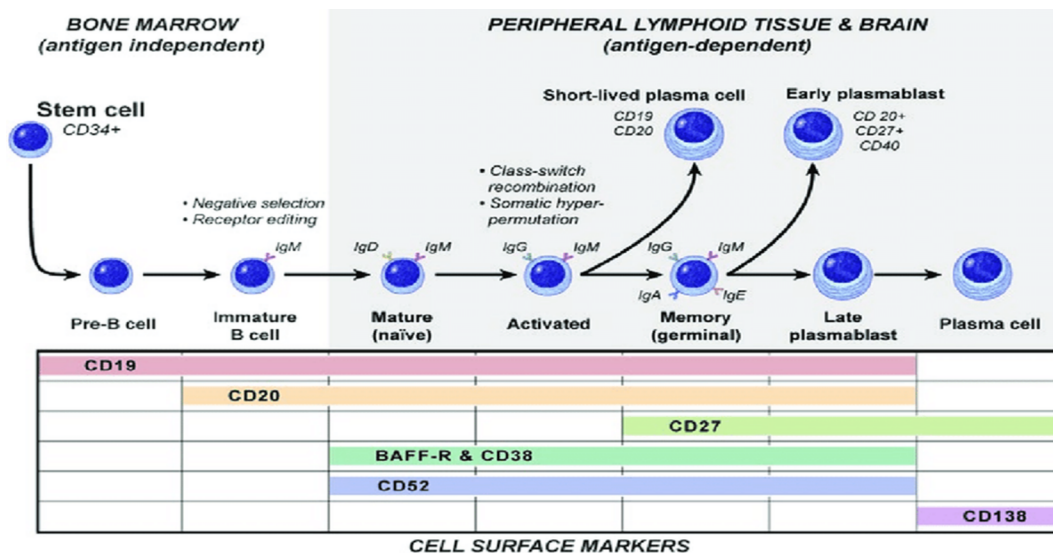 BONE MARROW
(antigen independent)
PERIPHERAL LYMPHOID TISSUE & BRAIN
(antigen-dependent)
Stem cell
CD34+
Short-lived plasma cell
CD19
CD20
Early plasmablast
CD 20+
CD27+
CD40
• Negative selection
• Receptor editing
• Class-switch
recombination
• Somatic hyper-
permutation
IgM
IgD
IgM
IgG
IgM
IgG
IgM
IgA
IgE
Pre-B cell
Immature
B cell
Mature
(naïve)
Activated
Memory
(germinal)
Late
plasmablast
Plasma cell
CD19
CD20
CD27
BAFF-R & CD38
CD52
CD138
CELL SURFACE MARKERS